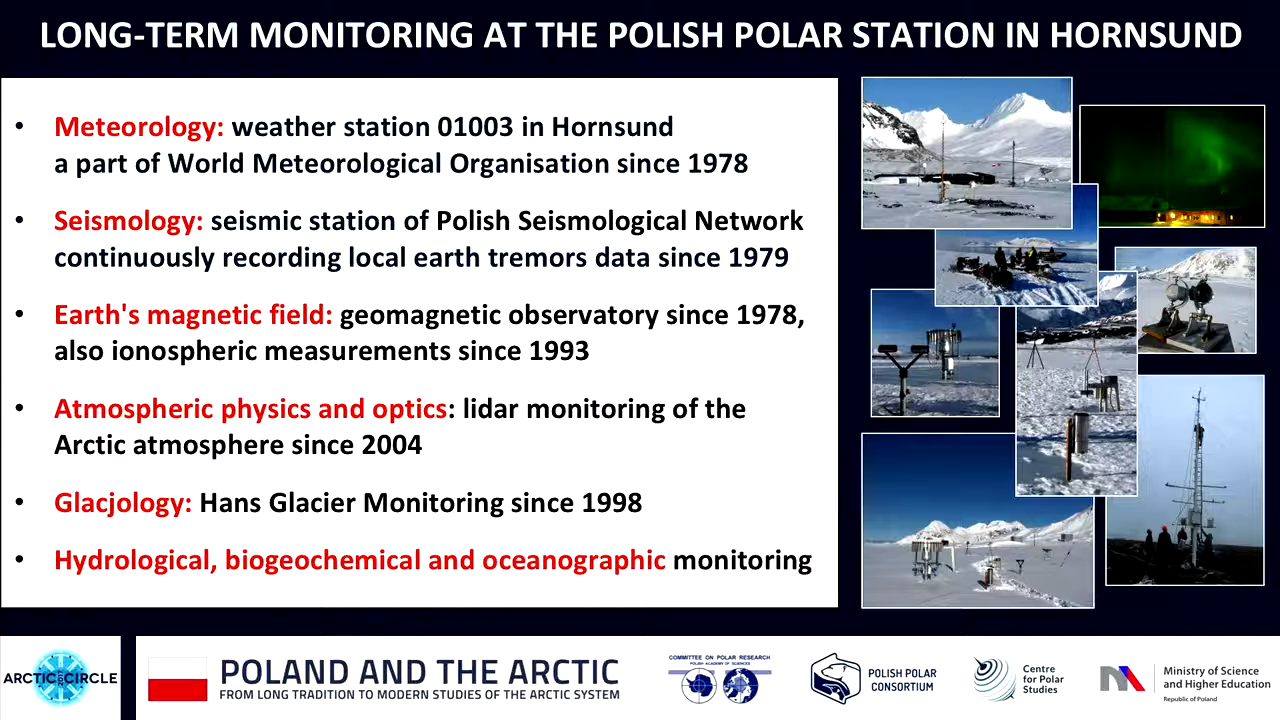 LONG-TERM MONITORING AT THE POLISH POLAR STATION IN HORNSUND
• Meteorology: weather station 01003 in Hornsund
a part of World Meteorological Organisation since 1978
• Seismology: seismic station of Polish Seismological Network
continuously recording local earth tremors data since 1979
• Earth's magnetic field: geomagnetic observatory since 1978,
also ionospheric measurements since 1993
• Atmospheric physics and optics: lidar monitoring of the
Arctic atmosphere since 2004
• Glacjology: Hans Glacier Monitoring since 1998
• Hydrological, biogeochemical and oceanographic monitoring
ARCTIC CIRCLE
POLAND AND THE ARCTIC
FROM LONG TRADITION TO MODERN STUDIES OF THE ARCTIC SYSTEM
COMMITTEE ON POLAR RESEARCH
POLISH ACADEMY OF SCIENCES
POLISH POLAR
CONSORTIUM
Centre
for Polar
Studies
Ministry of Science
and Higher Education
Republic of Poland